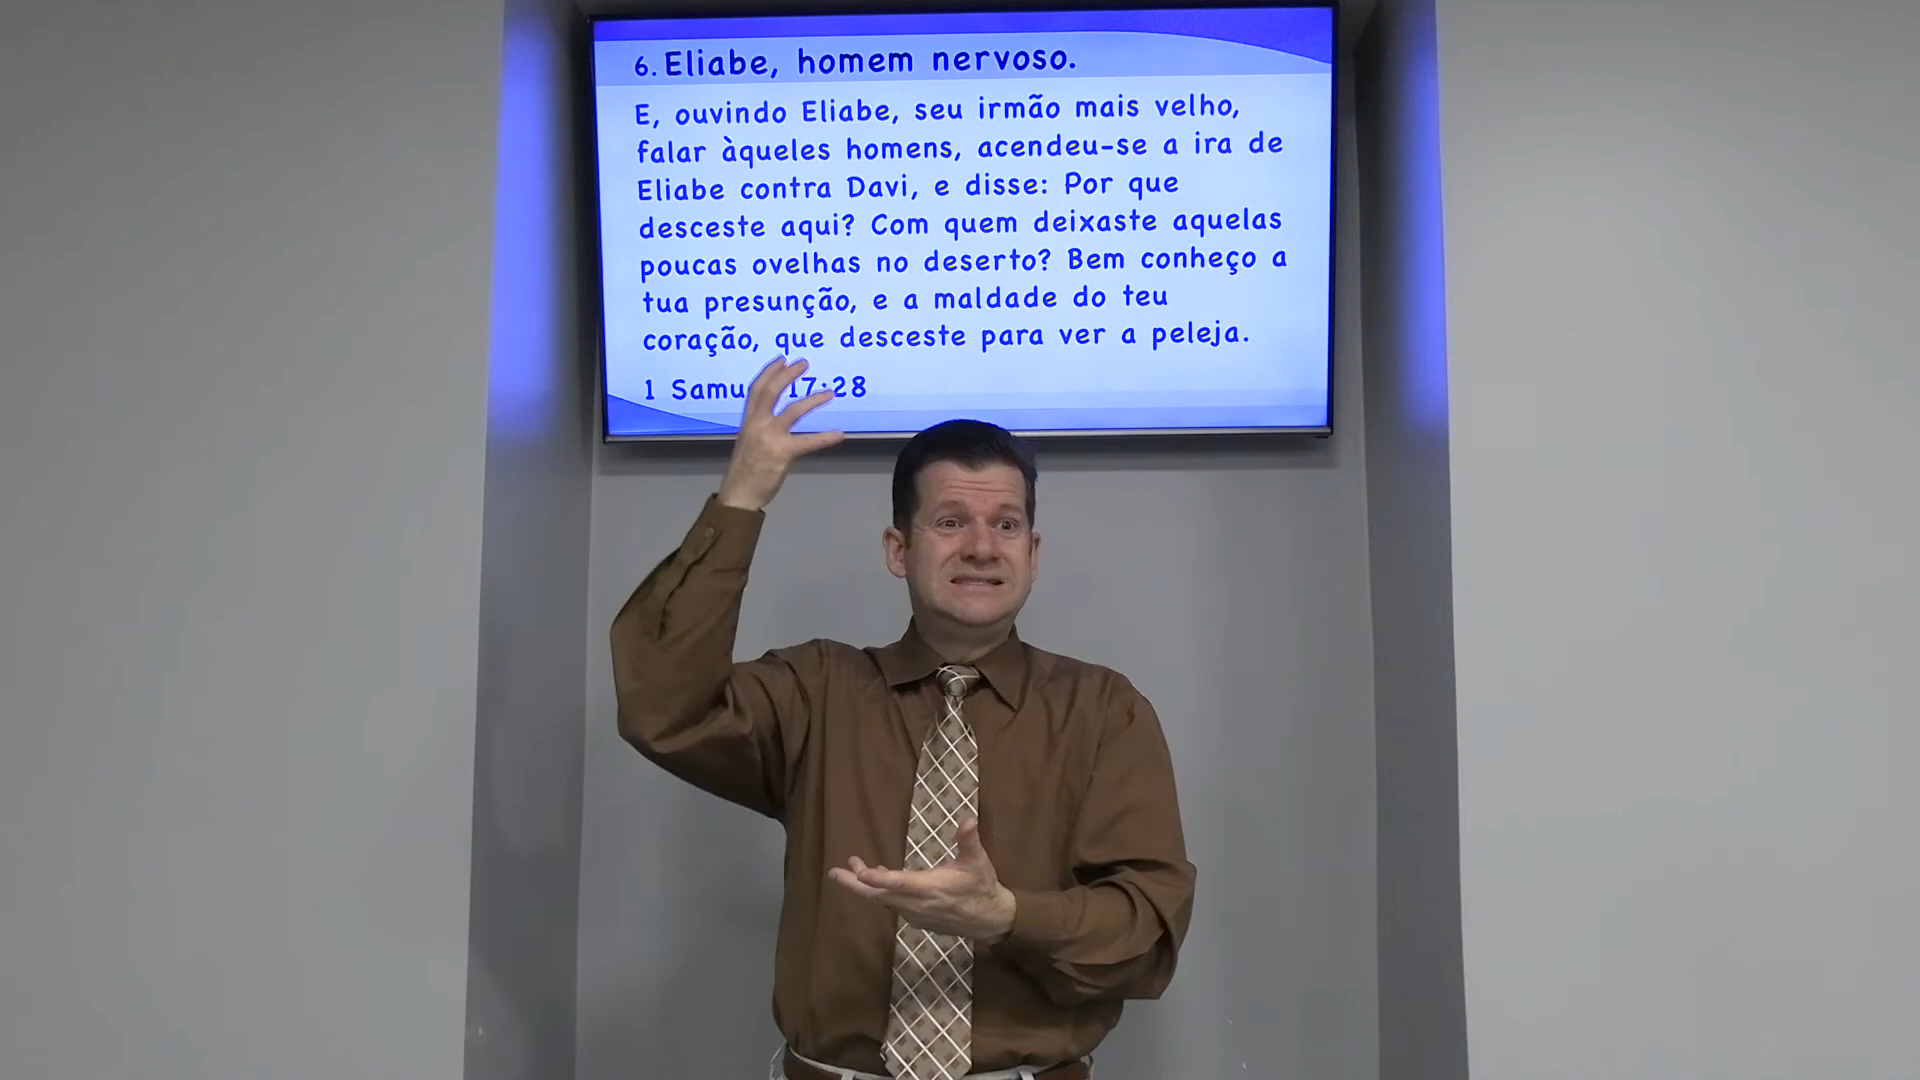 6. Eliabe, homem nervoso.
E, ouvindo Eliabe, seu irmão mais velho,
falar àqueles homens, acendeu-se a ira de
Eliabe contra Davi, e disse: Por que
desceste aqui? Com quem deixaste aquelas
poucas ovelhas no deserto? Bem conheço a
tua presunção, e a maldade do teu
coração, que desceste para ver a peleja.
1 Samu 17:28